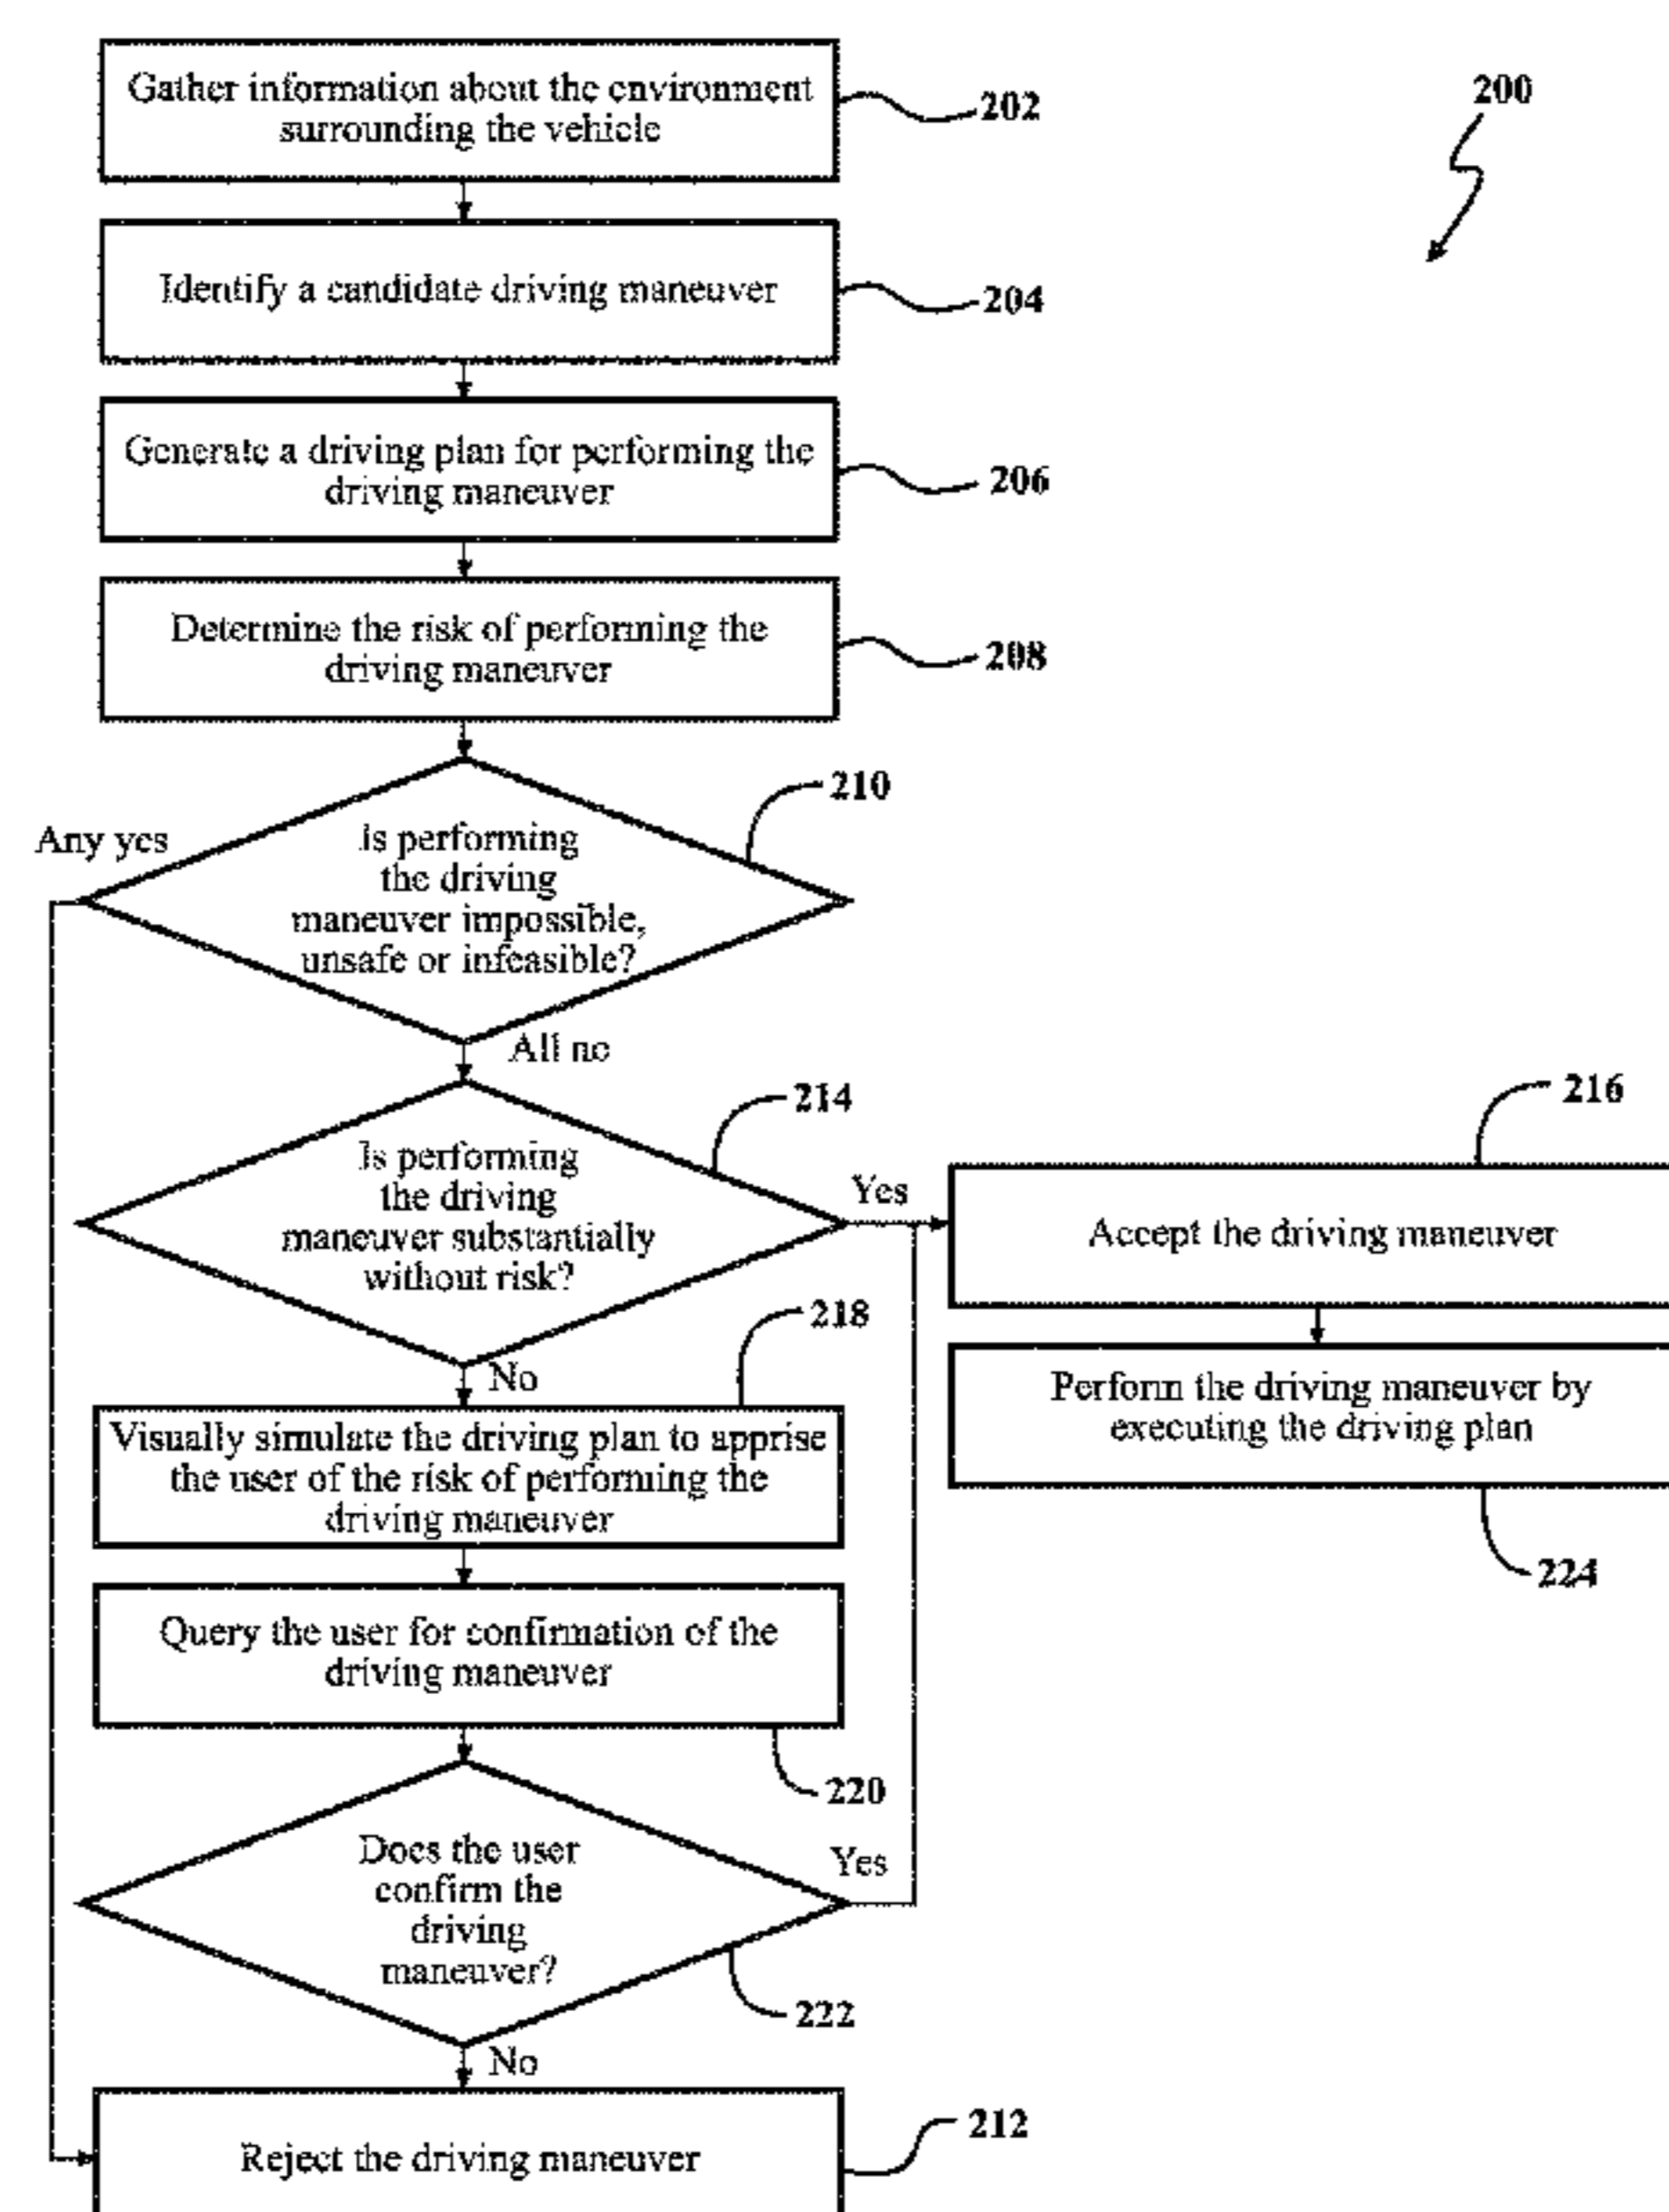 Gather information about the environment
surrounding the vehicle
202
200
Identify a candidate driving maneuver
204
Generate a driving plan for performing the
driving maneuver
206
Determine the risk of performing the
driving maneuver
208
210
Any yes
Is performing
the driving
maneuver impossible,
unsafe or infeasible?
All no
214
Is performing
the driving
maneuver substantially
without risk?
Yes
216
Accept the driving maneuver
No
218
Visually simulate the driving plan to apprise
the user of the risk of performing the
driving maneuver
Perform the driving maneuver by
executing the driving plan
224
Query the user for confirmation of the
driving maneuver
220
Does the user
confirm the
driving
maneuver?
Yes
222
No
Reject the driving maneuver
212